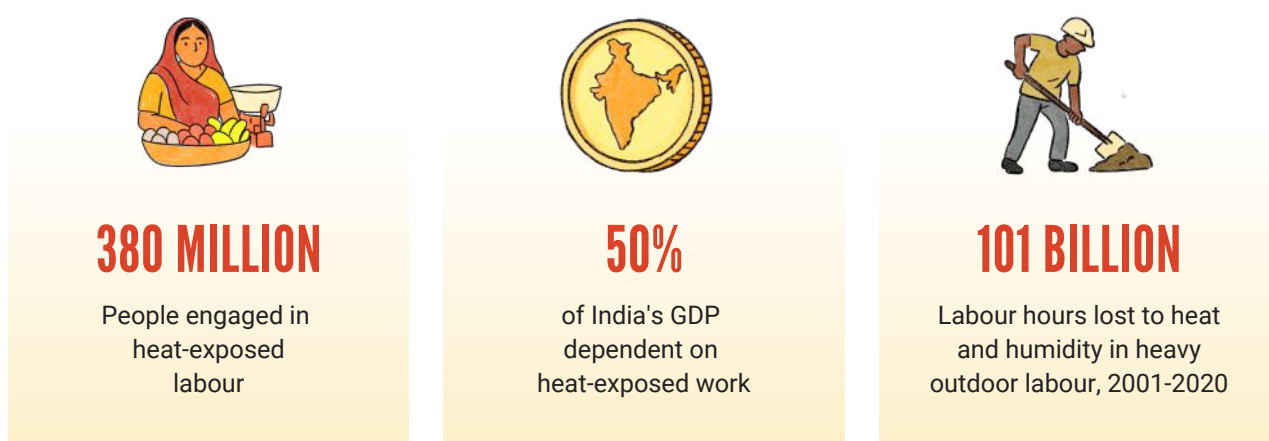 380 MILLION
People engaged in
heat-exposed
labour
50%
of India's GDP
dependent on
heat-exposed work
101 BILLION
Labour hours lost to heat
and humidity in heavy
outdoor labour, 2001-2020